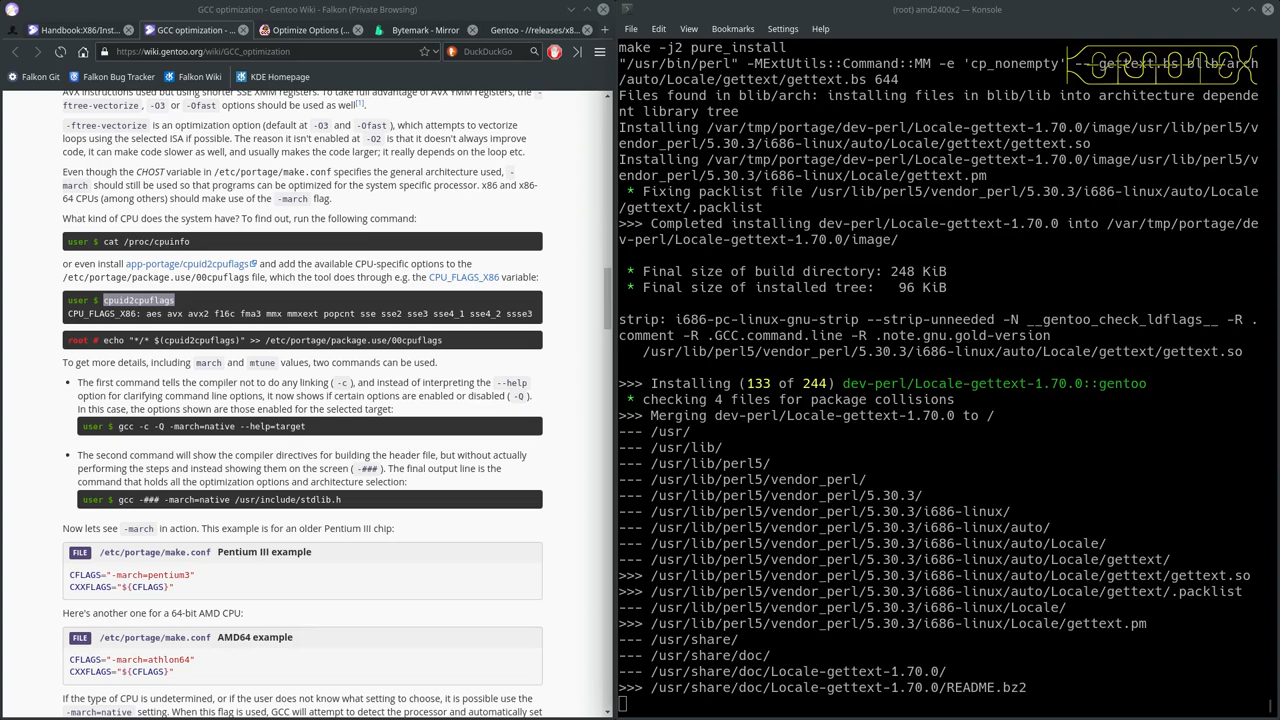 GCC optimization - Gentoo Wiki - Falkon (Private Browsing)
Handbook:X86/Inst...
GCC optimization - ...
Optimize Options (...
Bytemark - Mirror
Gentoo - //releases/x8...
https://wiki.gentoo.org/wiki/GCC_optimization
DuckDuckGo
Falkon Git
Falkon Bug Tracker
Falkon Wiki
KDE Homepage
AVX instructions used but using shorter SSE XMM registers. To take full advantage of AVX YMM registers, the -
ftree-vectorize, -O3 or -Ofast options should be used as well[1].
-ftree-vectorize is an optimization option (default at -O3 and -Ofast), which attempts to vectorize
loops using the selected ISA if possible. The reason it isn't enabled at -O2 is that it doesn't always improve
code, it can make code slower as well, and usually makes the code larger; it really depends on the loop etc.
Even though the CHOST variable in /etc/portage/make.conf specifies the general architecture used, -
march should still be used so that programs can be optimized for the system specific processor. x86 and x86-
64 CPUs (among others) should make use of the -march flag.
What kind of CPU does the system have? To find out, run the following command:
user $ cat /proc/cpuinfo
or even install app-portage/cpuid2cpuflags and add the available CPU-specific options to the
/etc/portage/package.use/00cpuflags file, which the tool does through e.g. the CPU_FLAGS_X86 variable:
user $ cpuid2cpuflags
CPU_FLAGS_X86: aes avx avx2 f16c fma3 mmx mmxext popcnt sse sse2 sse3 sse4_1 sse4_2 ssse3
root # echo "*/* $(cpuid2cpuflags)" >> /etc/portage/package.use/00cpuflags
To get more details, including march and mtune values, two commands can be used.
• The first command tells the compiler not to do any linking (-c), and instead of interpreting the --help
option for clarifying command line options, it now shows if certain options are enabled or disabled (-Q).
In this case, the options shown are those enabled for the selected target:
user $ gcc -c -Q -march=native --help=target
• The second command will show the compiler directives for building the header file, but without actually
performing the steps and instead showing them on the screen (-###). The final output line is the
command that holds all the optimization options and architecture selection:
user $ gcc -### -march=native /usr/include/stdlib.h
Now lets see -march in action. This example is for an older Pentium III chip:
FILE /etc/portage/make.conf Pentium III example
CFLAGS="-march=pentium3"
CXXFLAGS="${CFLAGS}"
Here's another one for a 64-bit AMD CPU:
FILE /etc/portage/make.conf AMD64 example
CFLAGS="-march=athlon64"
CXXFLAGS="${CFLAGS}"
If the type of CPU is undetermined, or if the user does not know what setting to choose, it is possible use the
-march=native setting. When this flag is used, GCC will attempt to detect the processor and automatically set
(root) amd2400x2 — Konsole
File Edit View Bookmarks Settings Help
make -j2 pure_install
"/usr/bin/perl" -MExtUtils::Command::MM -e 'cp_nonempty' -- gettext.bs blib/arch
/auto/Locale/gettext/gettext.bs 644
Files found in blib/arch: installing files in blib/lib into architecture depende
nt library tree
Installing /var/tmp/portage/dev-perl/Locale-gettext-1.70.0/image/usr/lib/perl5/v
endor_perl/5.30.3/i686-linux/auto/Locale/gettext/gettext.so
Installing /var/tmp/portage/dev-perl/Locale-gettext-1.70.0/image/usr/lib/perl5/v
endor_perl/5.30.3/i686-linux/Locale/gettext.pm
* Fixing packlist file /usr/lib/perl5/vendor_perl/5.30.3/i686-linux/auto/Locale
/gettext/.packlist
>>> Completed installing dev-perl/Locale-gettext-1.70.0 into /var/tmp/portage/de
v-perl/Locale-gettext-1.70.0/image/
* Final size of build directory: 248 KiB
* Final size of installed tree: 96 KiB
strip: i686-pc-linux-gnu-strip --strip-unneeded -N __gentoo_check_ldflags__ -R .
comment -R .GCC.command.line -R .note.gnu.gold-version
/usr/lib/perl5/vendor_perl/5.30.3/i686-linux/auto/Locale/gettext/gettext.so
>>> Installing (133 of 244) dev-perl/Locale-gettext-1.70.0::gentoo
* checking 4 files for package collisions
>>> Merging dev-perl/Locale-gettext-1.70.0 to /
--- /usr/
--- /usr/lib/
--- /usr/lib/perl5/
--- /usr/lib/perl5/vendor_perl/
--- /usr/lib/perl5/vendor_perl/5.30.3/
--- /usr/lib/perl5/vendor_perl/5.30.3/i686-linux/
--- /usr/lib/perl5/vendor_perl/5.30.3/i686-linux/auto/
--- /usr/lib/perl5/vendor_perl/5.30.3/i686-linux/auto/Locale/
--- /usr/lib/perl5/vendor_perl/5.30.3/i686-linux/auto/Locale/gettext/
>>> /usr/lib/perl5/vendor_perl/5.30.3/i686-linux/auto/Locale/gettext/gettext.so
>>> /usr/lib/perl5/vendor_perl/5.30.3/i686-linux/auto/Locale/gettext/.packlist
--- /usr/lib/perl5/vendor_perl/5.30.3/i686-linux/Locale/
>>> /usr/lib/perl5/vendor_perl/5.30.3/i686-linux/Locale/gettext.pm
--- /usr/share/
--- /usr/share/doc/
--- /usr/share/doc/Locale-gettext-1.70.0/
>>> /usr/share/doc/Locale-gettext-1.70.0/README.bz2